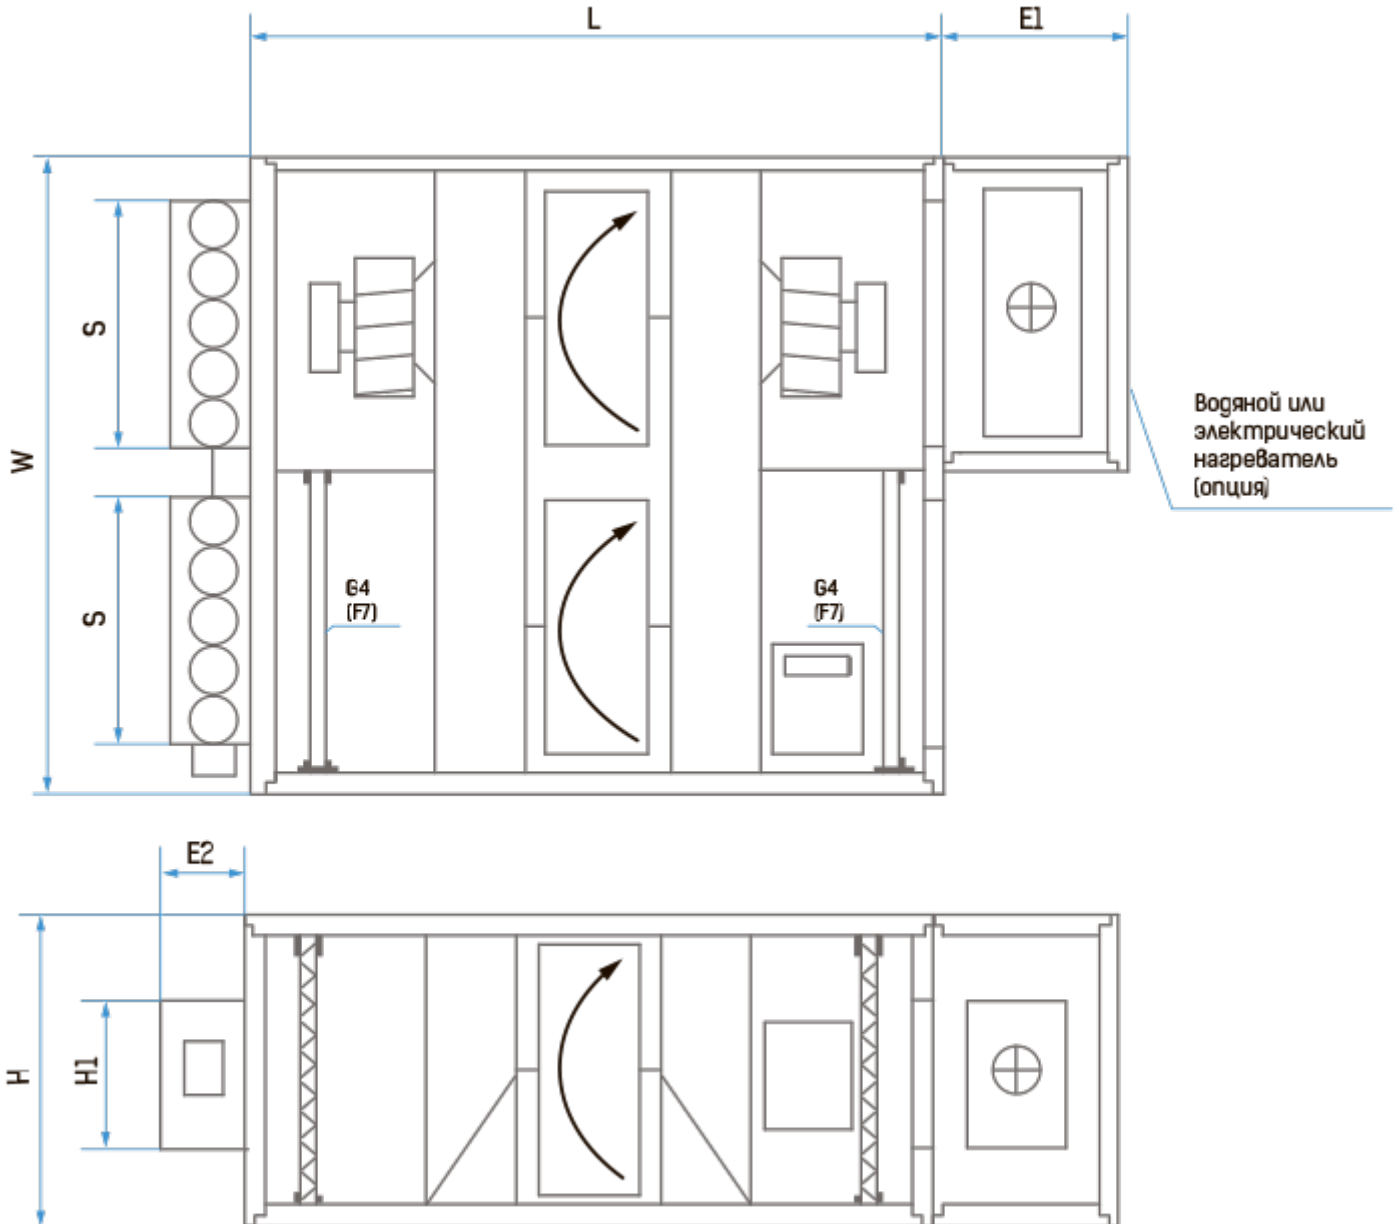 L
E1
S
W
Водяной или
электрический
нагреватель
(опция)
G4
(F7)
G4
(F7)
S
E2
H1
H